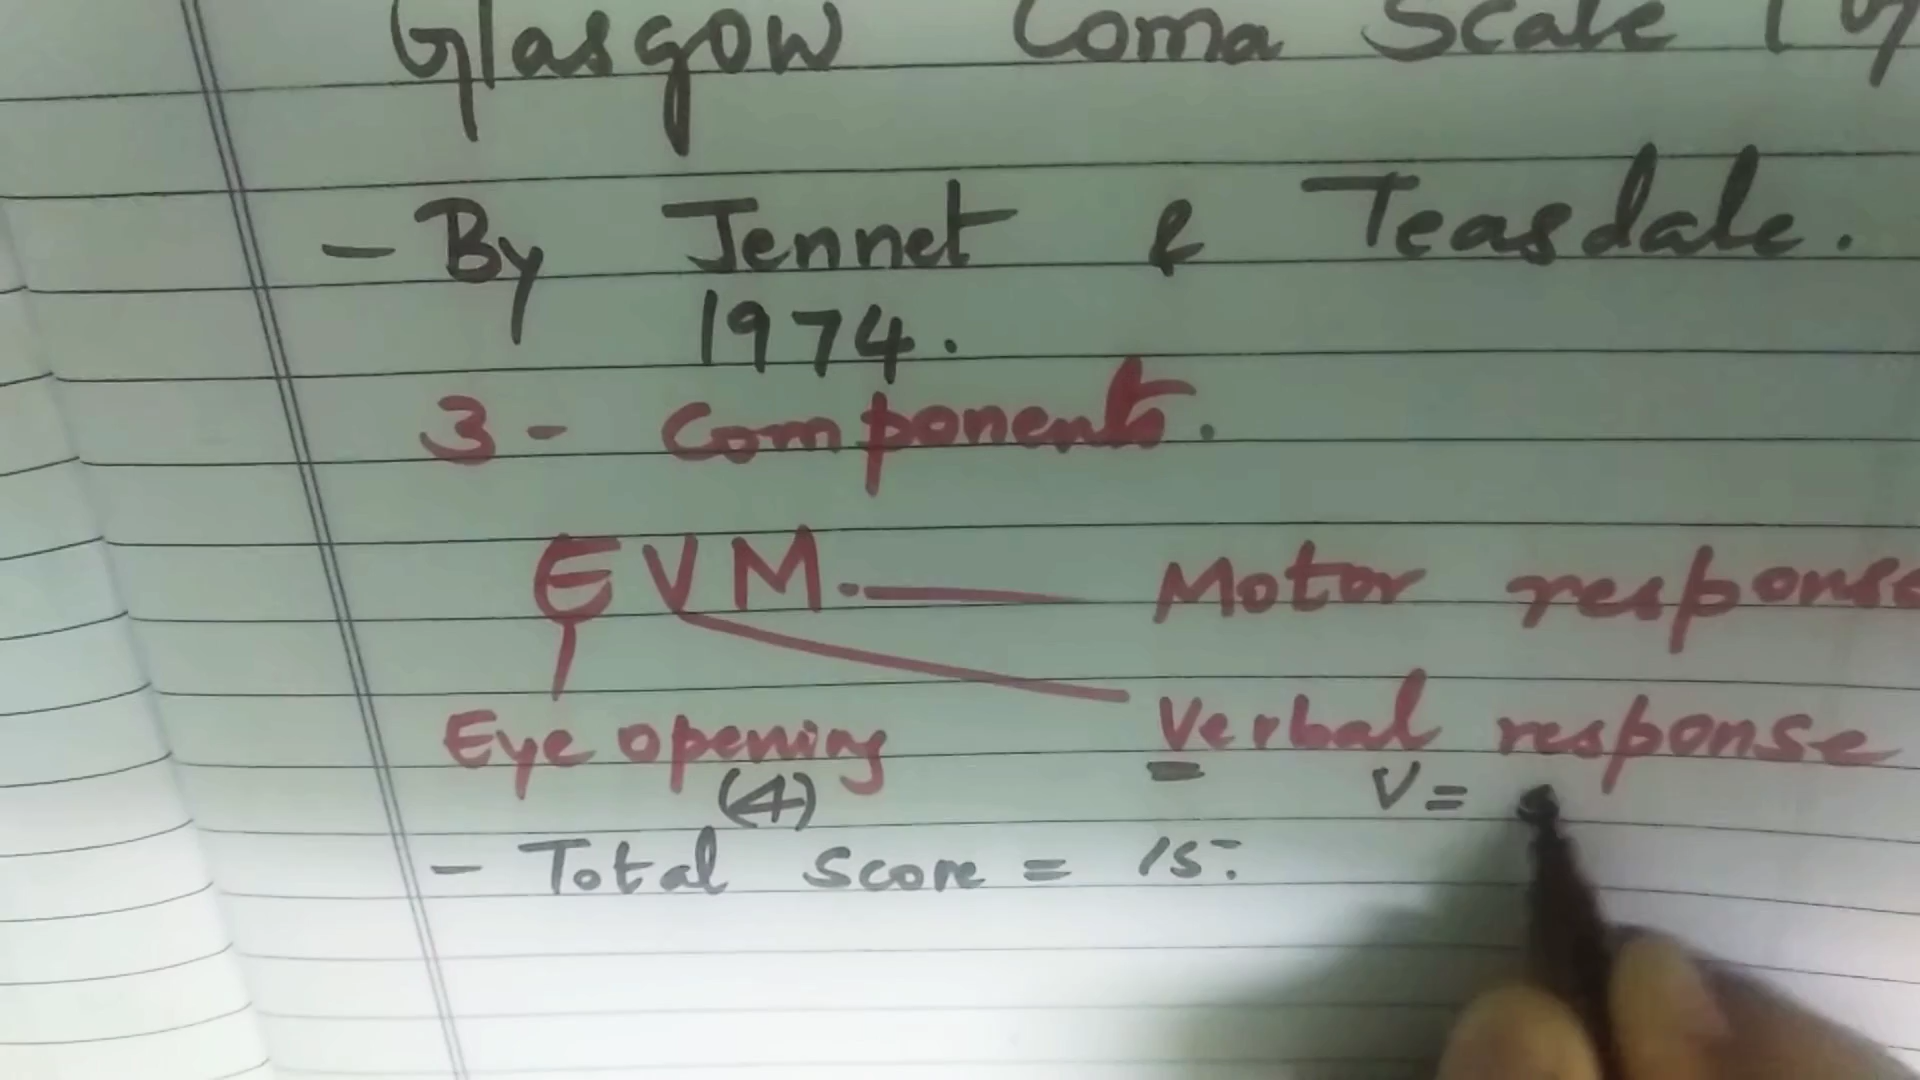 Glasgow Coma Scale
- By Jennet & Teasdale.
1974.
3 - Components.
EVM. Motor response
Eye opening Verbal response
(4) V=
- Total Score = 15.